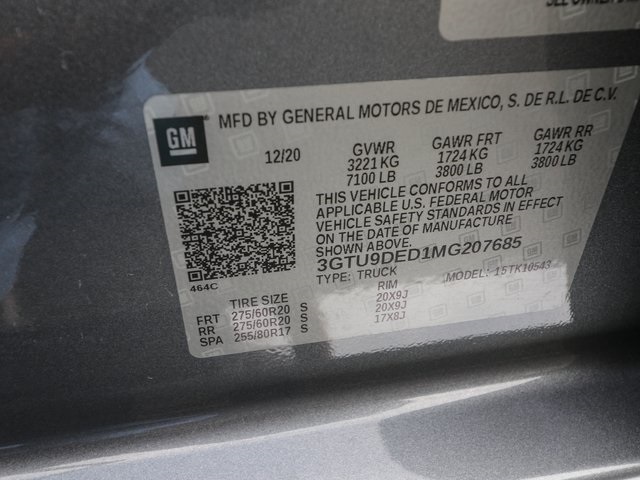 GM
MFD BY GENERAL MOTORS DE MEXICO, S. DE R.L. DE C.V.
12/20 GVWR GAWR FRT GAWR RR
3221 KG 1724 KG 1724 KG
7100 LB 3800 LB 3800 LB
THIS VEHICLE CONFORMS TO ALL
APPLICABLE U.S. FEDERAL MOTOR
VEHICLE SAFETY STANDARDS IN EFFECT
ON THE DATE OF MANUFACTURE
SHOWN ABOVE.
3GTU9DED1MG207685
464C TYPE: TRUCK MODEL: 15TK10543
TIRE SIZE RIM
FRT 275/60R20 S 20X9J
RR 275/60R20 S 20X9J
SPA 255/80R17 S 17X8J